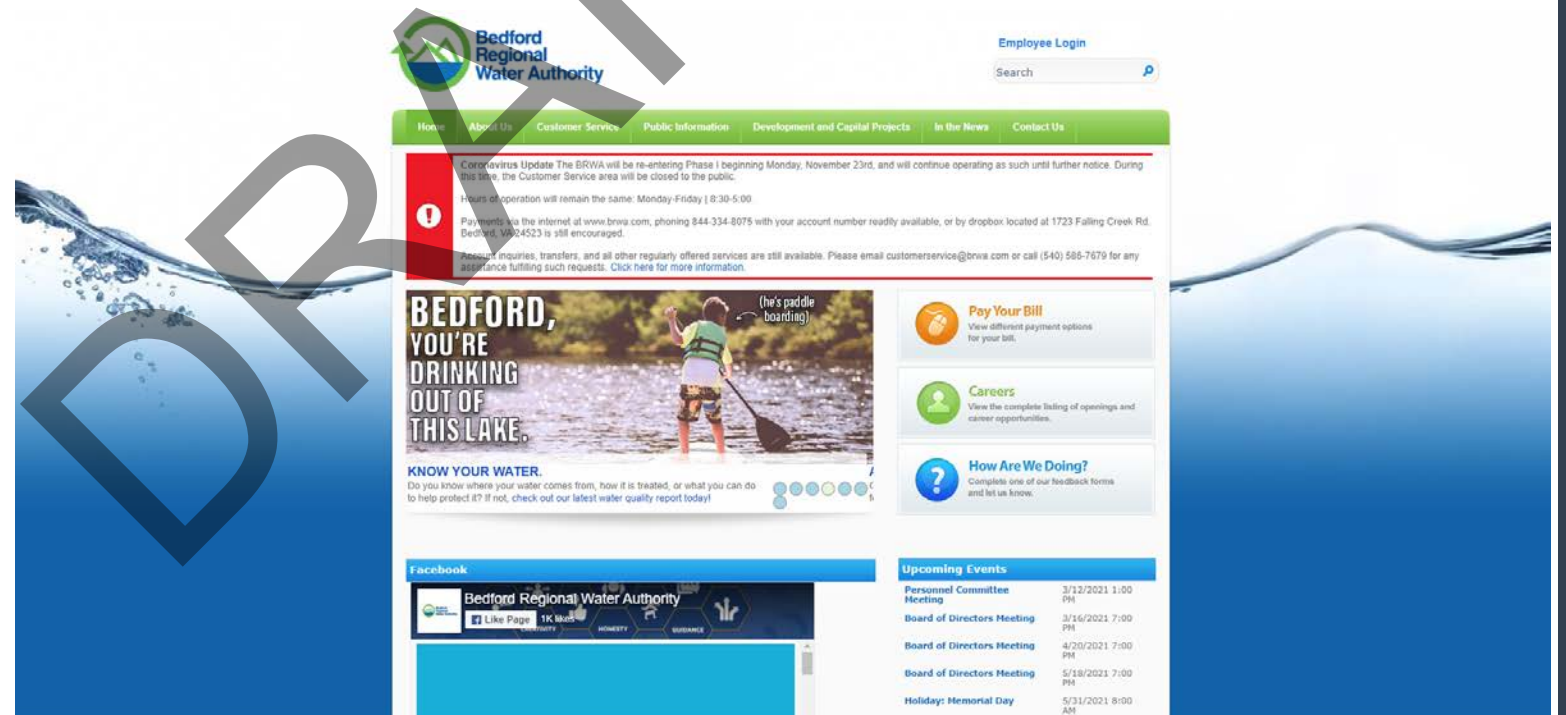 Bedford
Regional
Water Authority
Employee Login
Search
Home About Us Customer Service Public Information Development and Capital Projects In the News Contact Us
Coronavirus Update The BRWA will be re-entering Phase I beginning Monday, November 23rd, and will continue operating as such until further notice. During
this time, the Customer Service area will be closed to the public.
Hours of operation will remain the same: Monday-Friday | 8:30-5:00
Payments via the internet at www.brwa.com, phoning 844-334-8075 with your account number readily available, or by dropbox located at 1723 Falling Creek Rd.
Bedford, VA 24523 is still encouraged.
Account inquiries, transfers, and all other regularly offered services are still available. Please email customerservice@brwa.com or call (540) 586-7679 for any
assistance fulfilling such requests. Click here for more information.
BEDFORD,
YOU'RE
DRINKING
OUT OF
THIS LAKE.
(he's paddle
boarding)
KNOW YOUR WATER.
Do you know where your water comes from, how it is treated, or what you can do
to help protect it? If not, check out our latest water quality report today!
Pay Your Bill
View different payment options
for your bill.
Careers
View the complete listing of openings and
career opportunities.
How Are We Doing?
Complete one of our feedback forms
and let us know.
Facebook
Bedford Regional Water Authority
Like Page 1K likes
CREATIVITY HONESTY GUIDANCE
Upcoming Events
Personnel Committee
Meeting
3/12/2021 1:00
PM
Board of Directors Meeting
3/16/2021 7:00
PM
Board of Directors Meeting
4/20/2021 7:00
PM
Board of Directors Meeting
5/18/2021 7:00
PM
Holiday: Memorial Day
5/31/2021 8:00
AM